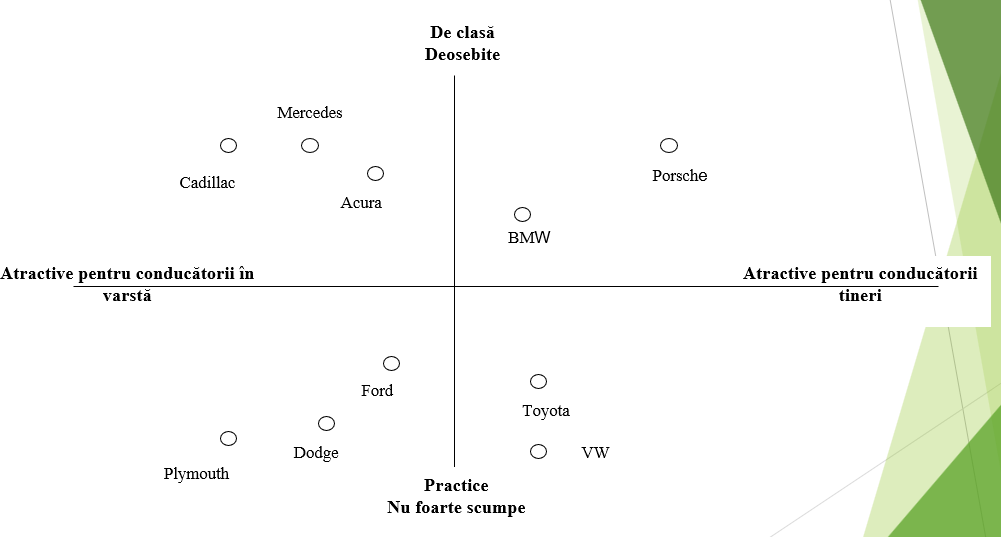 De clasă
Deosebite
Mercedes
Cadillac
Porsche
Acura
BMW
Atractive pentru conducătorii în
varstă
Atractive pentru conducătorii
tineri
Ford
Toyota
Dodge
VW
Plymouth
Practice
Nu foarte scumpe